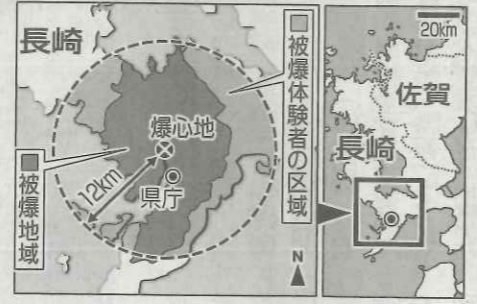 長崎
被爆体験者の区域
爆心地
被爆地域
12km
県庁
N
20km
佐賀
長崎